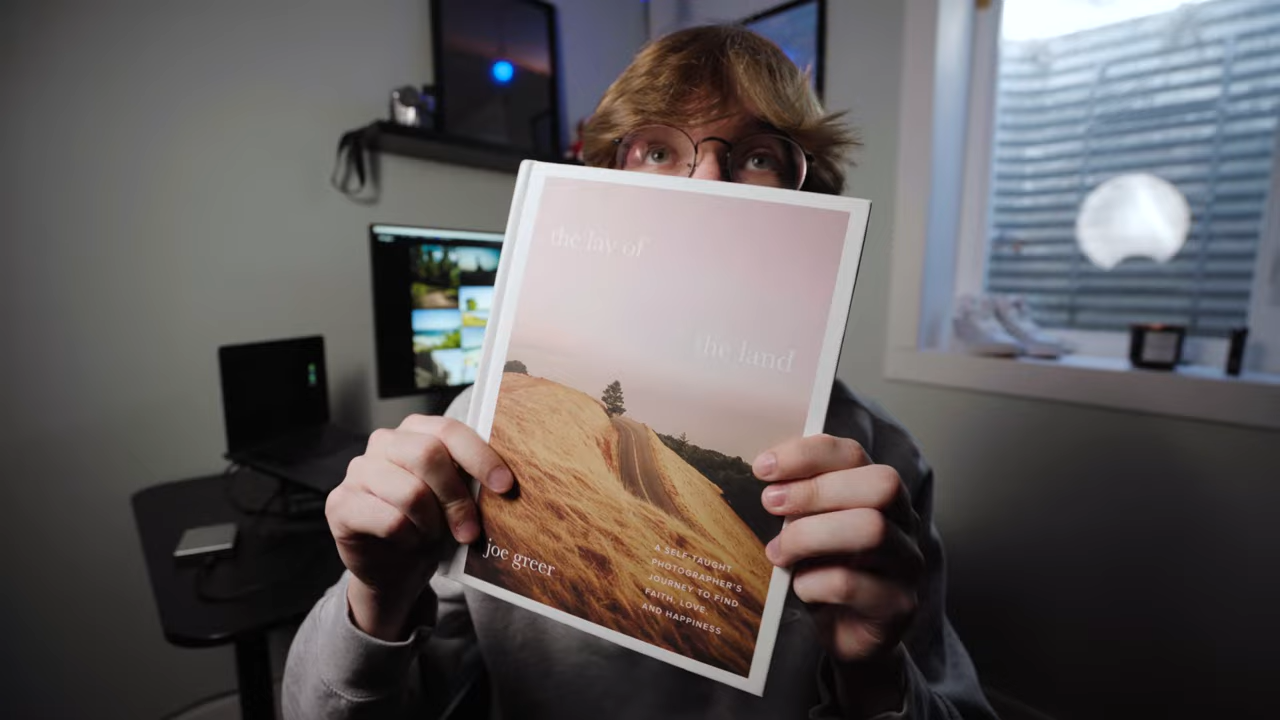 the lay of
the land
joe greer
A SELF-TAUGHT
PHOTOGRAPHER'S
JOURNEY TO FIND
FAITH, LOVE,
AND HAPPINESS